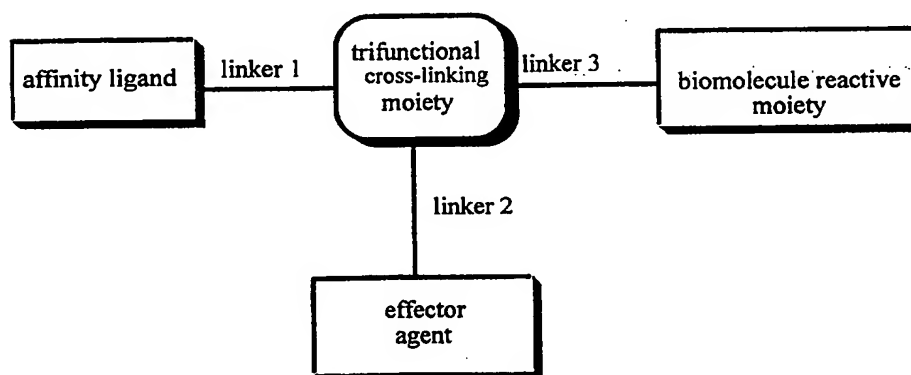 affinity ligand
linker 1
trifunctional
cross-linking
moiety
linker 3
biomolecule reactive
moiety
linker 2
effector
agent